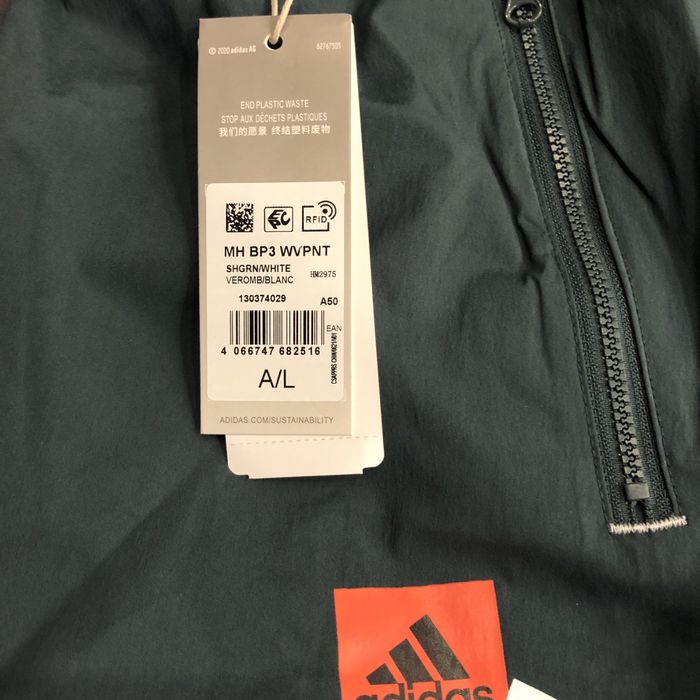 © 2020 adidas AG 62767505
END PLASTIC WASTE
STOP AUX DÉCHETS PLASTIQUES
我们的愿景 终结塑料废物
EPC RFID
MH BP3 WVPNT
SHGRN/WHITE HM2975
VEROMB/BLANC
130374029 A50
EAN
4 066747 682516
A/L
ADIDAS.COM/SUSTAINABILITY
adidas